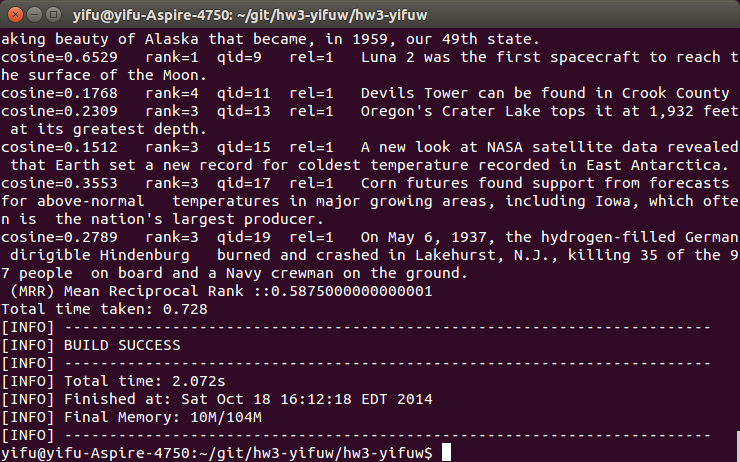 yifu@yifu-Aspire-4750: ~/git/hw3-yifuw/hw3-yifuw
aking beauty of Alaska that became, in 1959, our 49th state.
cosine=0.6529   rank=1  qid=9   rel=1   Luna 2 was the first spacecraft to reach t
he surface of the Moon.
cosine=0.1768   rank=4  qid=11  rel=1   Devils Tower can be found in Crook County
cosine=0.2309   rank=3  qid=13  rel=1   Oregon's Crater Lake tops it at 1,932 feet
 at its greatest depth.
cosine=0.1512   rank=3  qid=15  rel=1   A new look at NASA satellite data revealed
 that Earth set a new record for coldest temperature recorded in East Antarctica.
cosine=0.3553   rank=3  qid=17  rel=1   Corn futures found support from forecasts
for above-normal   temperatures in major growing areas, including Iowa, which ofte
n is  the nation's largest producer.
cosine=0.2789   rank=3  qid=19  rel=1   On May 6, 1937, the hydrogen-filled German
 dirigible Hindenburg   burned and crashed in Lakehurst, N.J., killing 35 of the 9
7 people  on board and a Navy crewman on the ground.
 (MRR) Mean Reciprocal Rank ::0.5875000000000001
Total time taken: 0.728
[INFO] ------------------------------------------------------------------------
[INFO] BUILD SUCCESS
[INFO] ------------------------------------------------------------------------
[INFO] Total time: 2.072s
[INFO] Finished at: Sat Oct 18 16:12:18 EDT 2014
[INFO] Final Memory: 10M/104M
[INFO] ------------------------------------------------------------------------
yifu@yifu-Aspire-4750:~/git/hw3-yifuw/hw3-yifuw$